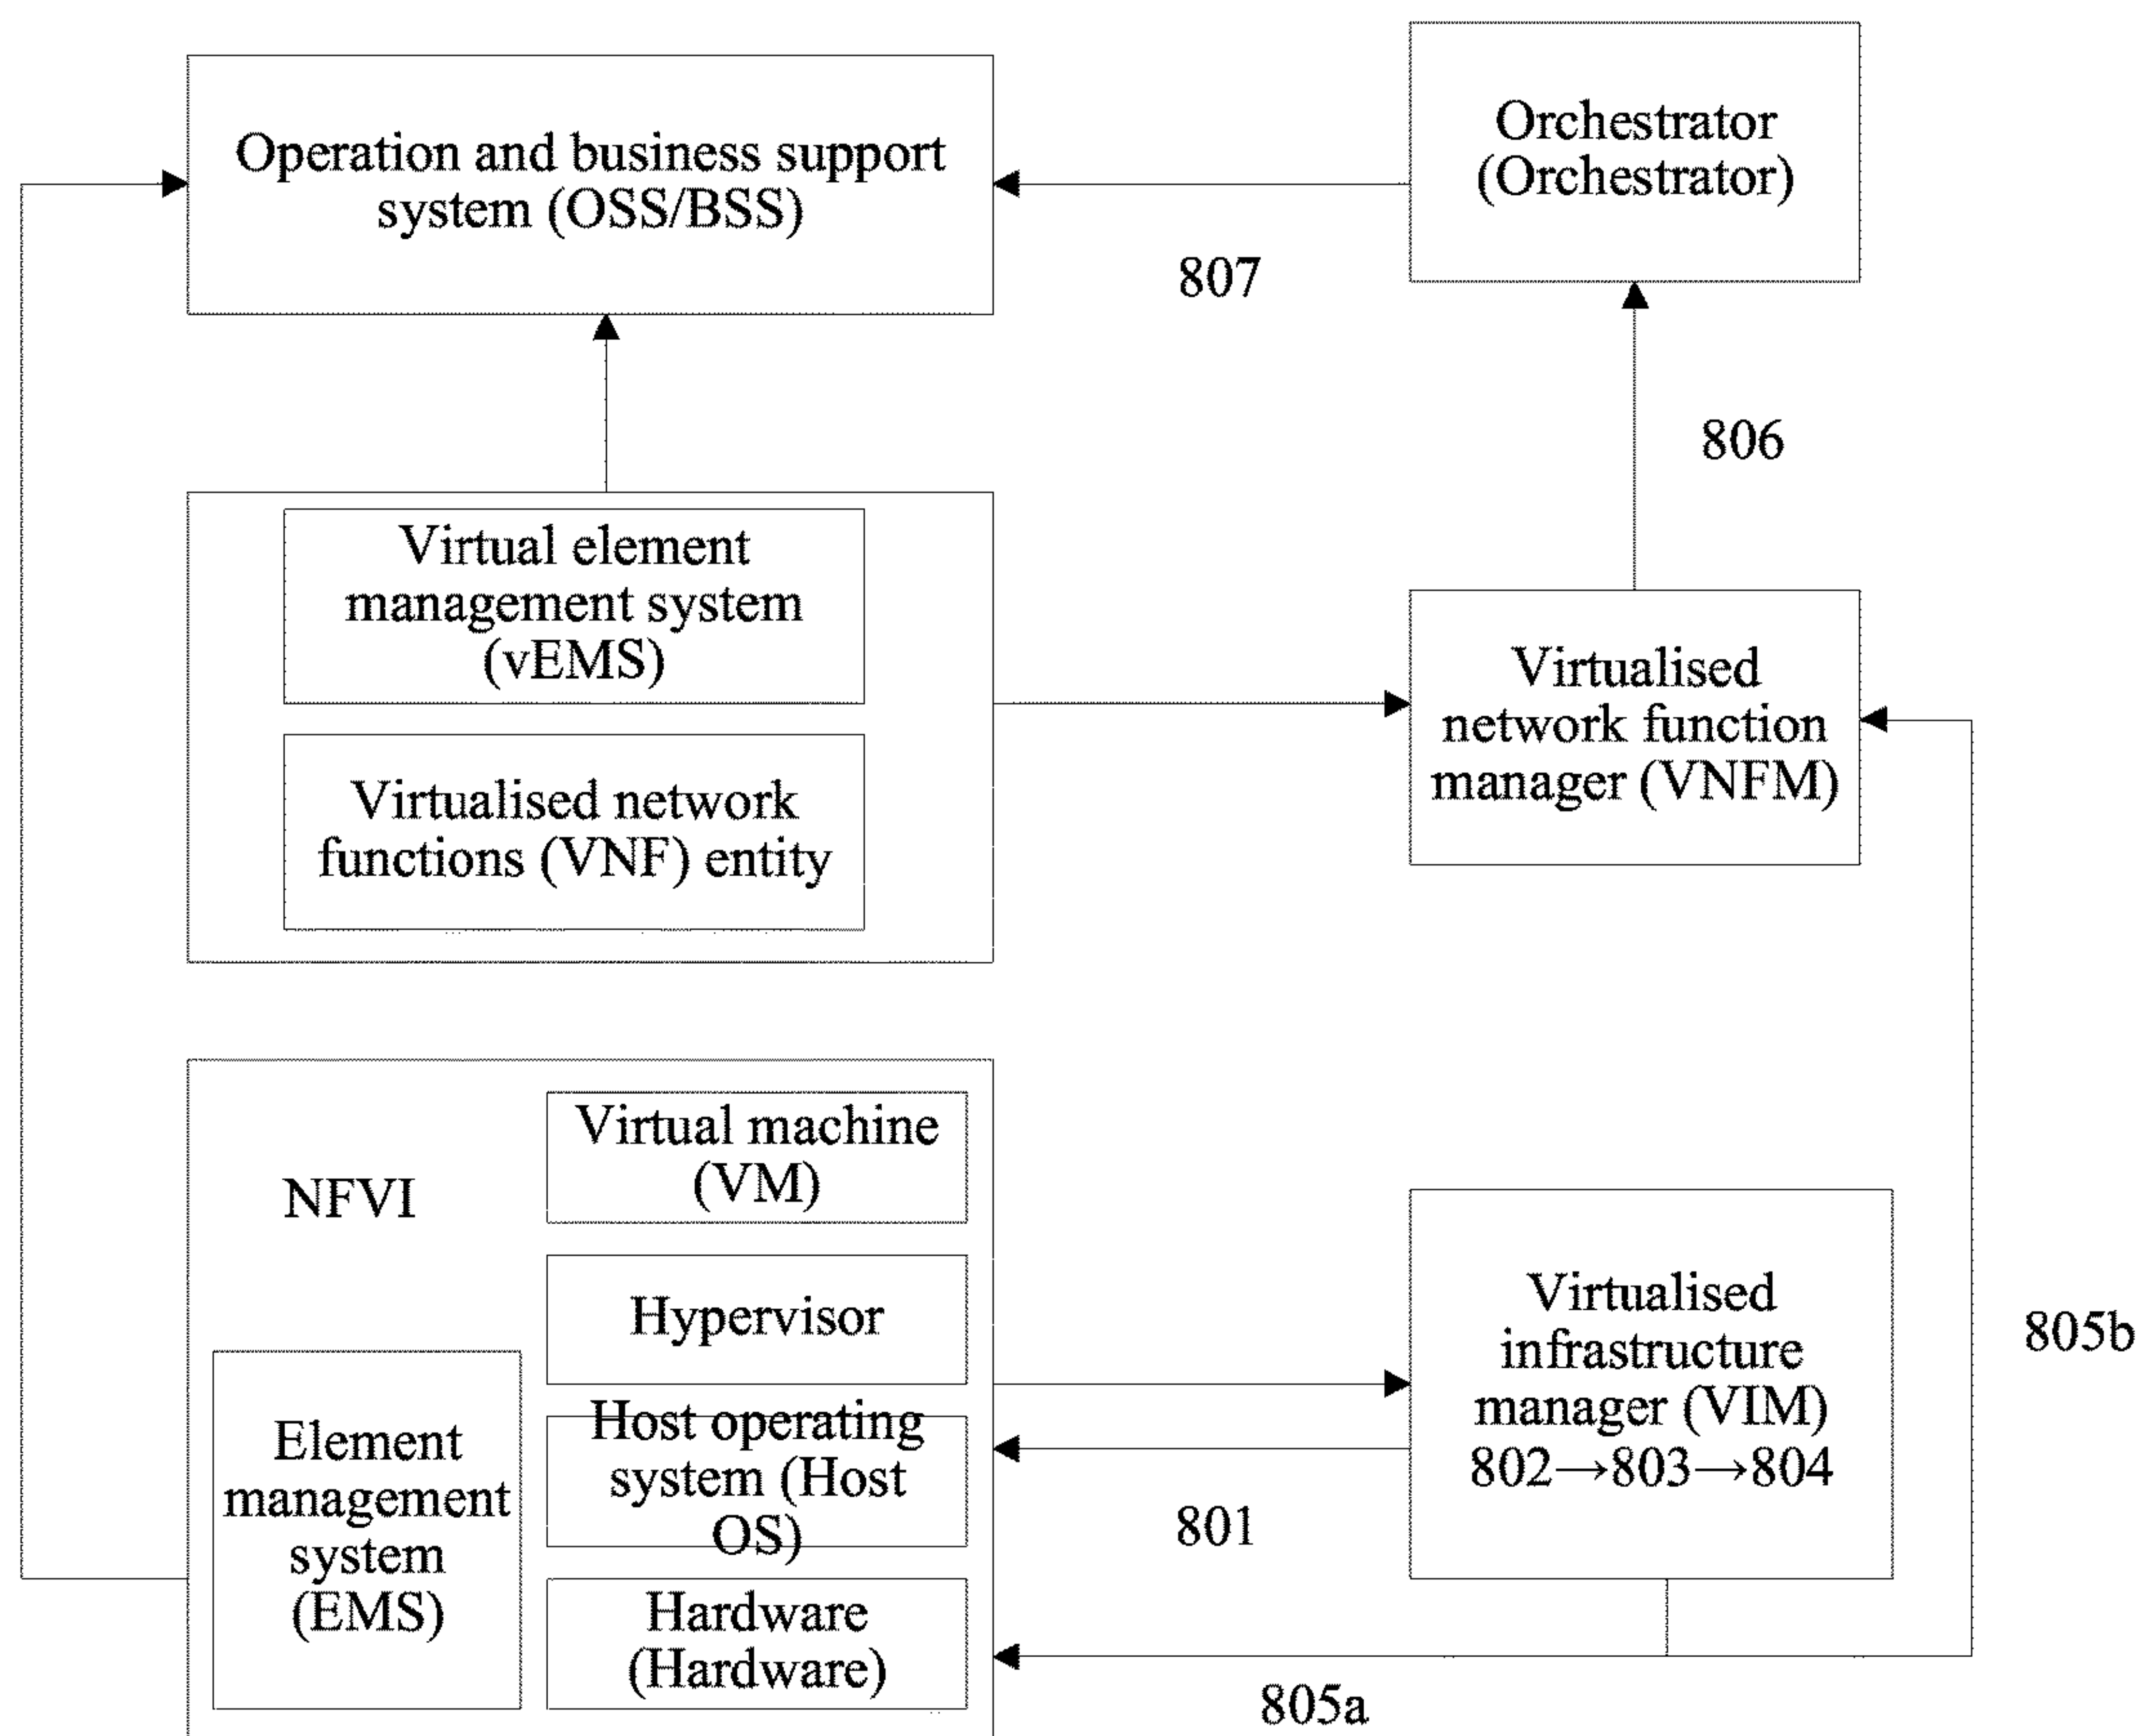 Operation and business support
system (OSS/BSS)
Orchestrator
(Orchestrator)
807
806
Virtual element
management system
(vEMS)
Virtualised network
functions (VNF) entity
Virtualised
network function
manager (VNFM)
NFVI
Virtual machine
(VM)
Hypervisor
Host operating
system (Host
OS)
Hardware
(Hardware)
Element
management
system
(EMS)
Virtualised
infrastructure
manager (VIM)
802→803→804
801
805a
805b